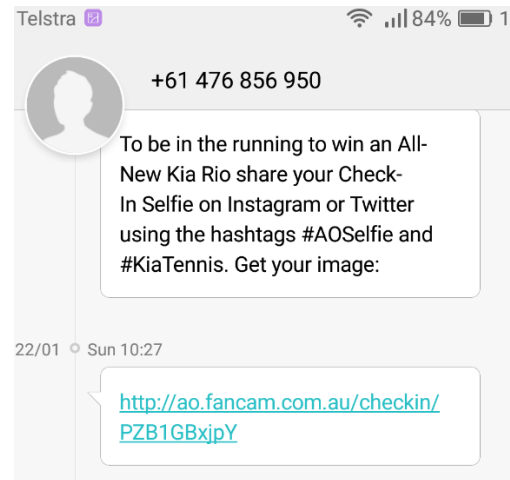 Telstra 84% 1
+61 476 856 950
To be in the running to win an All-
New Kia Rio share your Check-
In Selfie on Instagram or Twitter
using the hashtags #AOSelfie and
#KiaTennis. Get your image:
22/01 Sun 10:27
http://ao.fancam.com.au/checkin/
PZB1GBxjpY